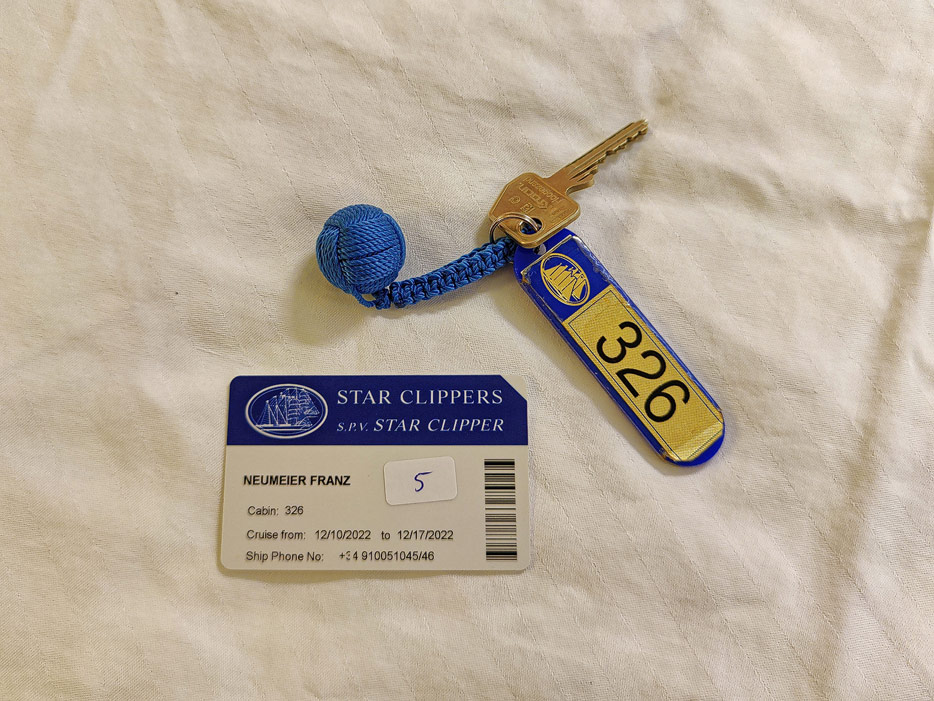 326
STAR CLIPPERS
S.P.V. STAR CLIPPER
NEUMEIER FRANZ
5
Cabin: 326
Cruise from: 12/10/2022 to 12/17/2022
Ship Phone No: +34 910051045/46